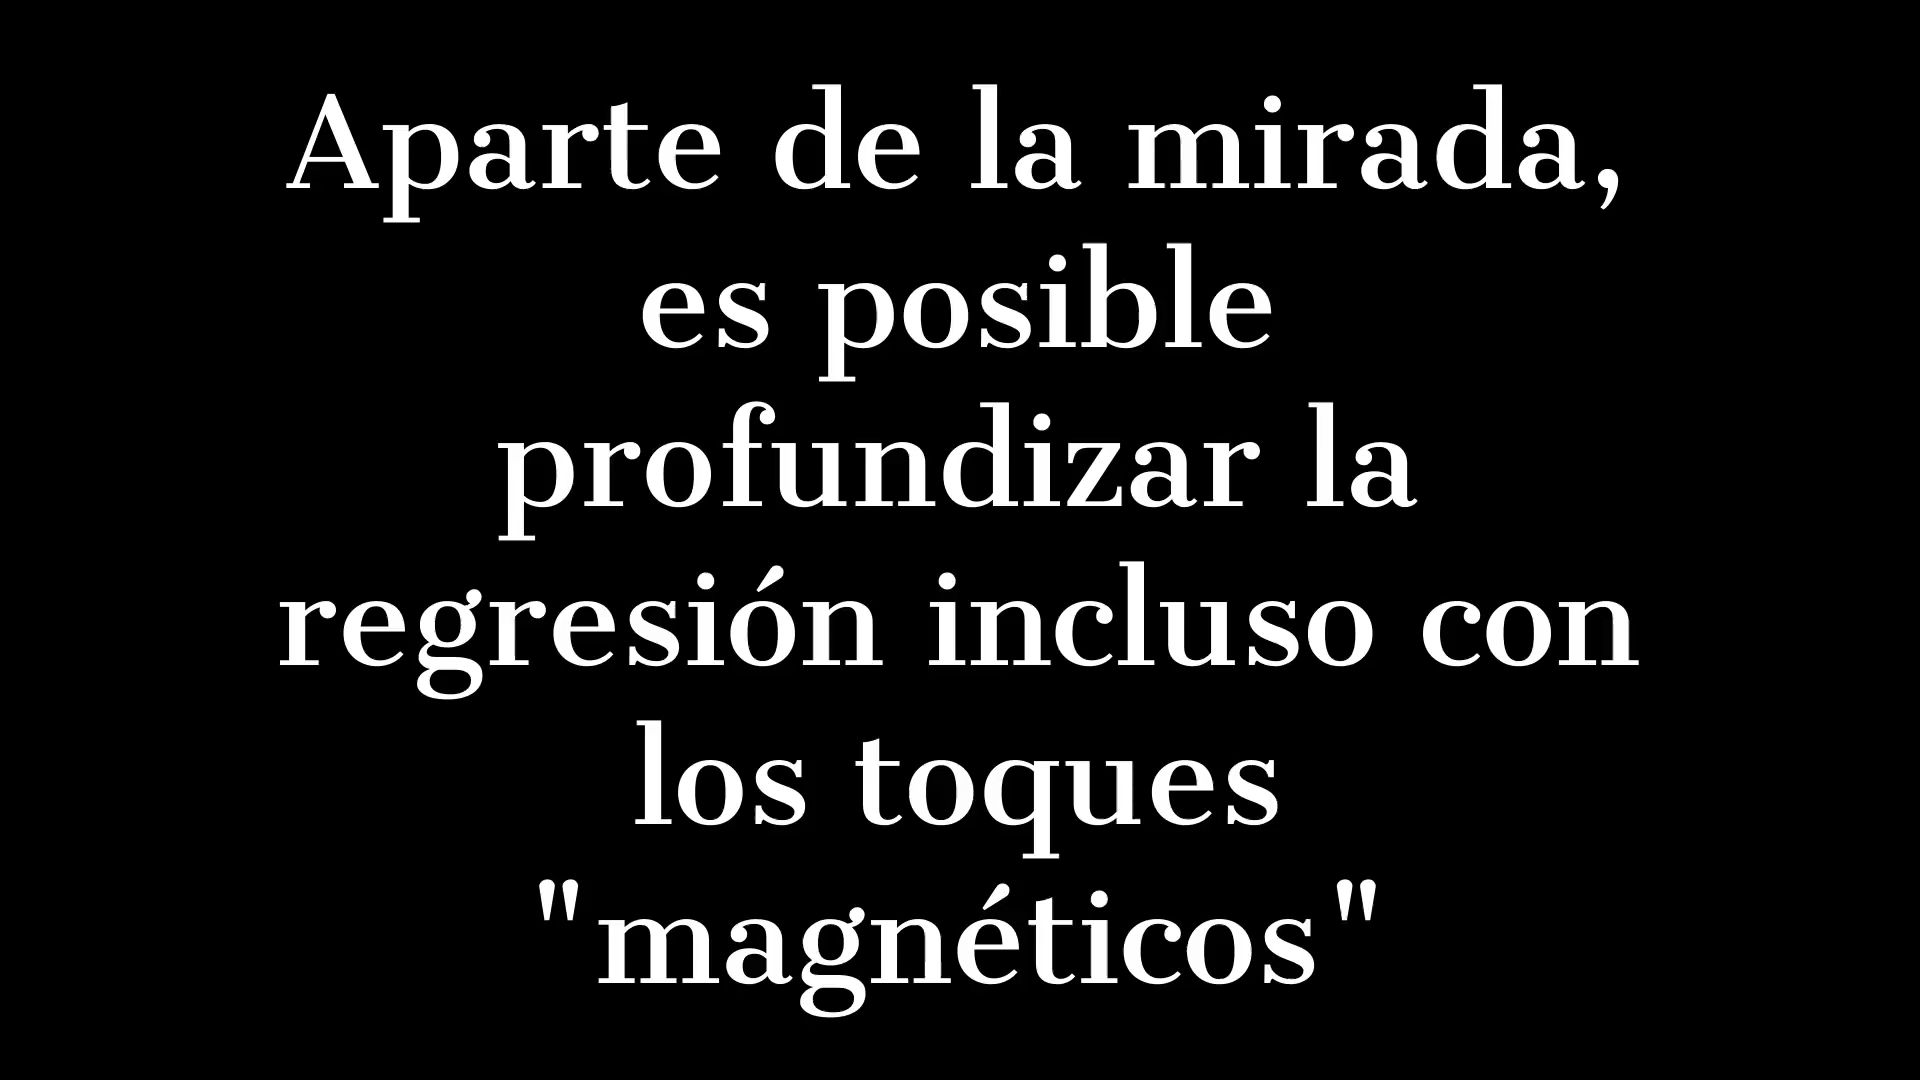 Aparte de la mirada,
es posible
profundizar la
regresión incluso con
los toques
"magnéticos"